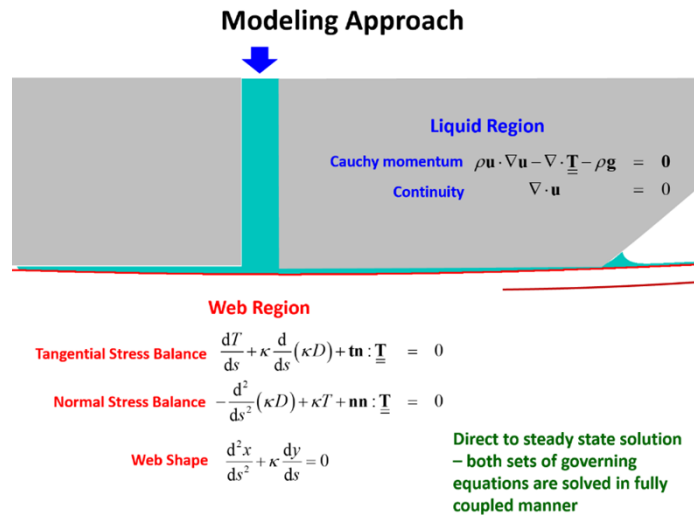 Modeling Approach
Liquid Region
Cauchy momentum ρu · ∇u − ∇ · T − ρg = 0
Continuity ∇ · u = 0
Web Region
Tangential Stress Balance dT/ds + κ d/ds (κD) + tn : T = 0
Normal Stress Balance − d²/ds² (κD) + κT + nn : T = 0
Web Shape d²x/ds² + κ dy/ds = 0
Direct to steady state solution
– both sets of governing
equations are solved in fully
coupled manner